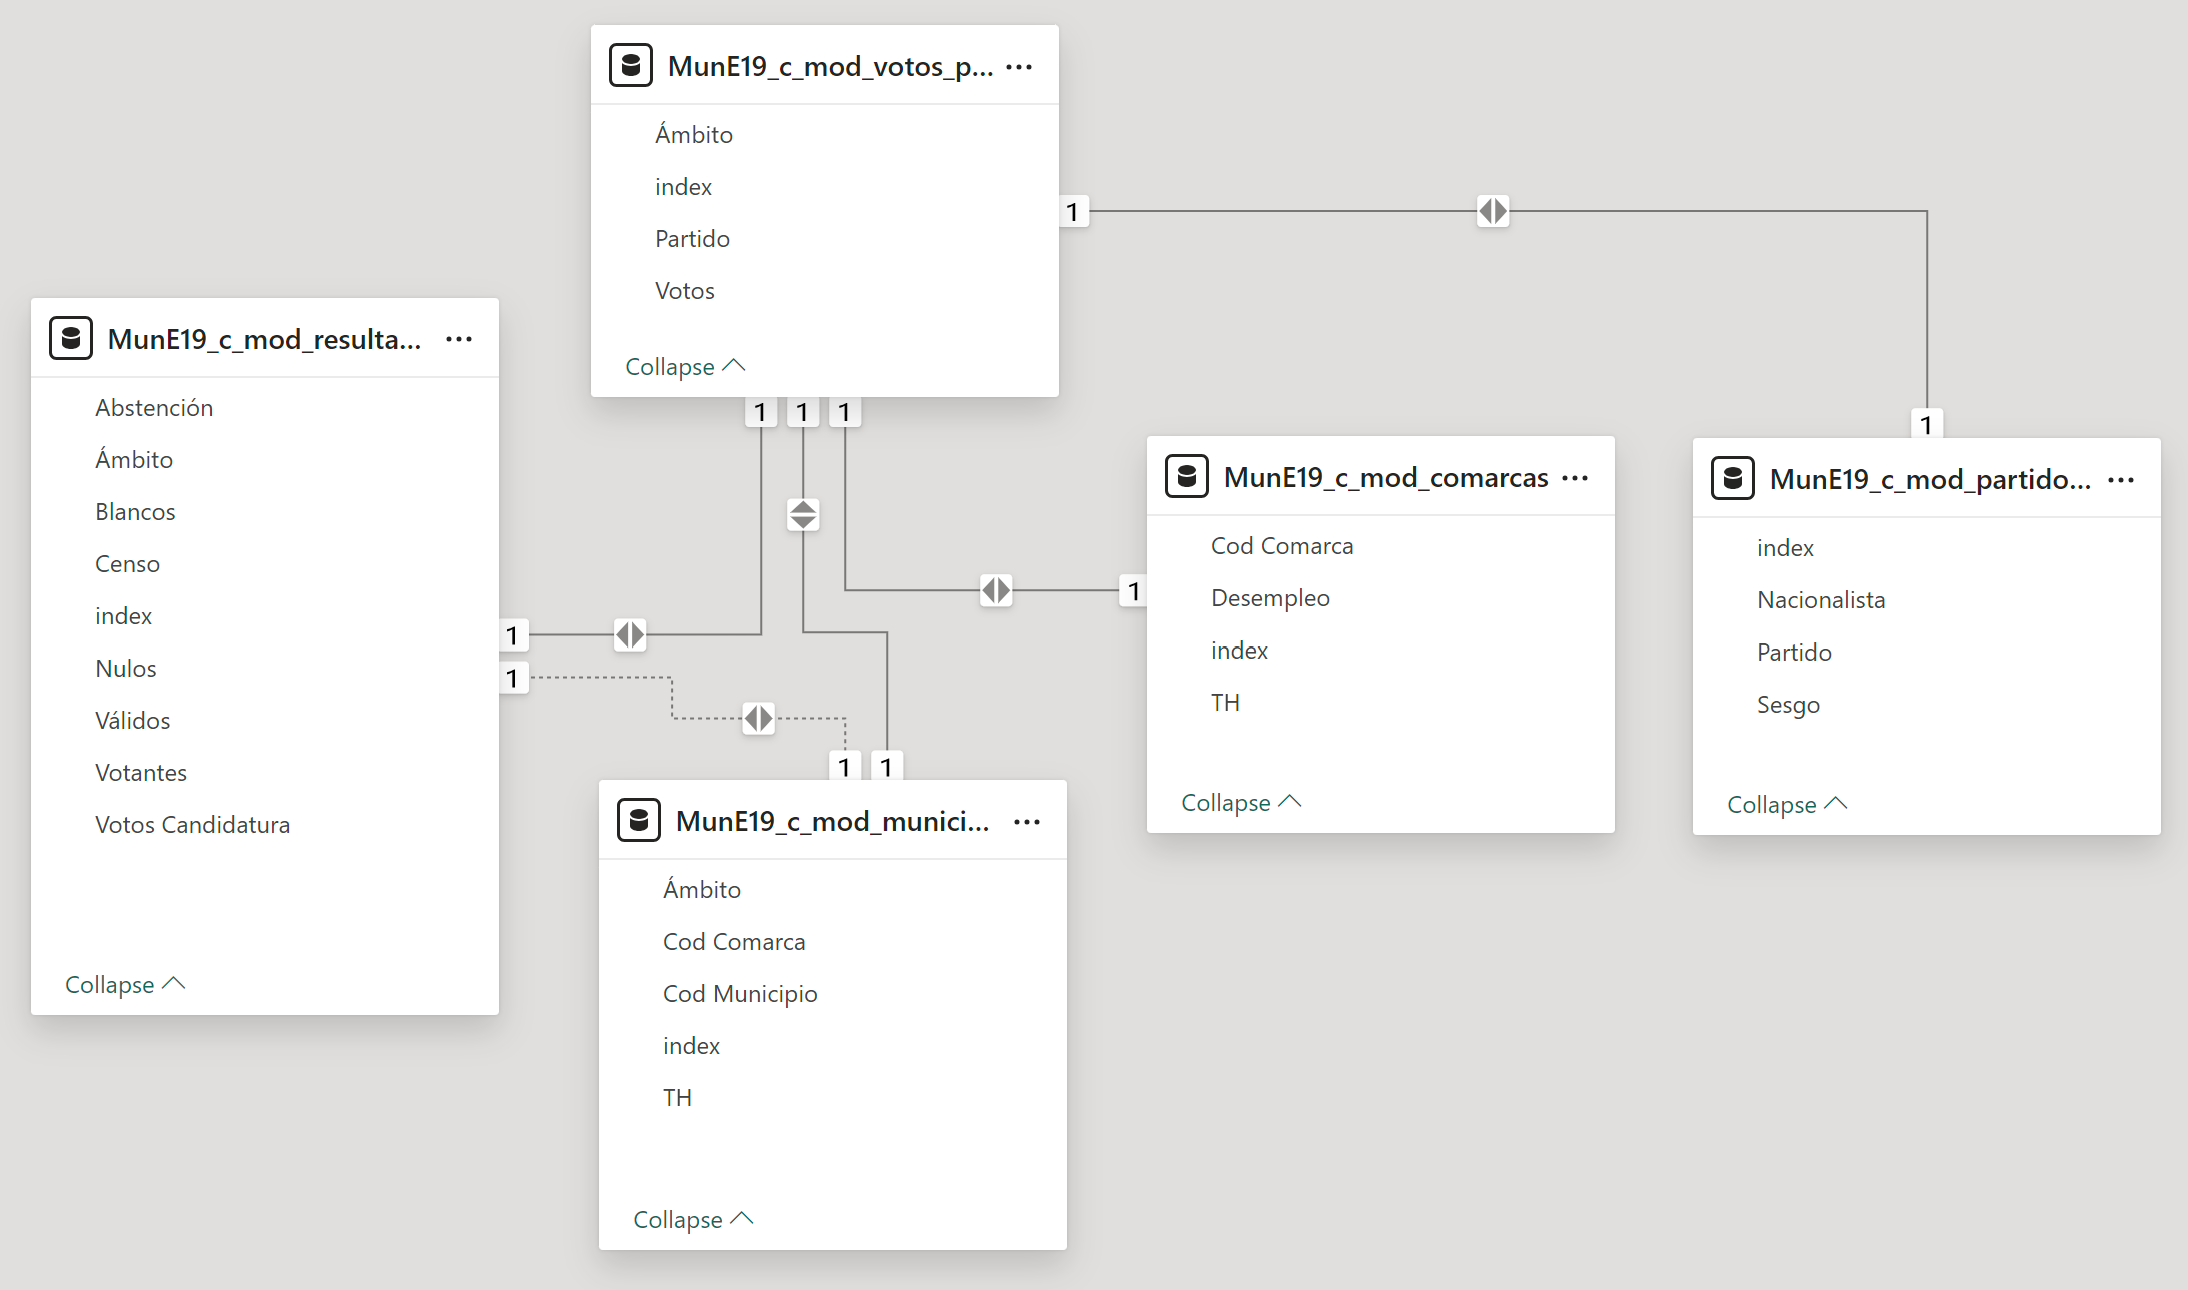 MunE19_c_mod_votos_p...
Ámbito
index
Partido
Votos
Collapse
1
1
1
1
1
MunE19_c_mod_resulta...
Abstención
Ámbito
Blancos
Censo
index
Nulos
Válidos
Votantes
Votos Candidatura
Collapse
1
1
MunE19_c_mod_comarcas
Cod Comarca
Desempleo
index
TH
Collapse
1
MunE19_c_mod_partido...
index
Nacionalista
Partido
Sesgo
Collapse
1
1
MunE19_c_mod_munici...
Ámbito
Cod Comarca
Cod Municipio
index
TH
Collapse